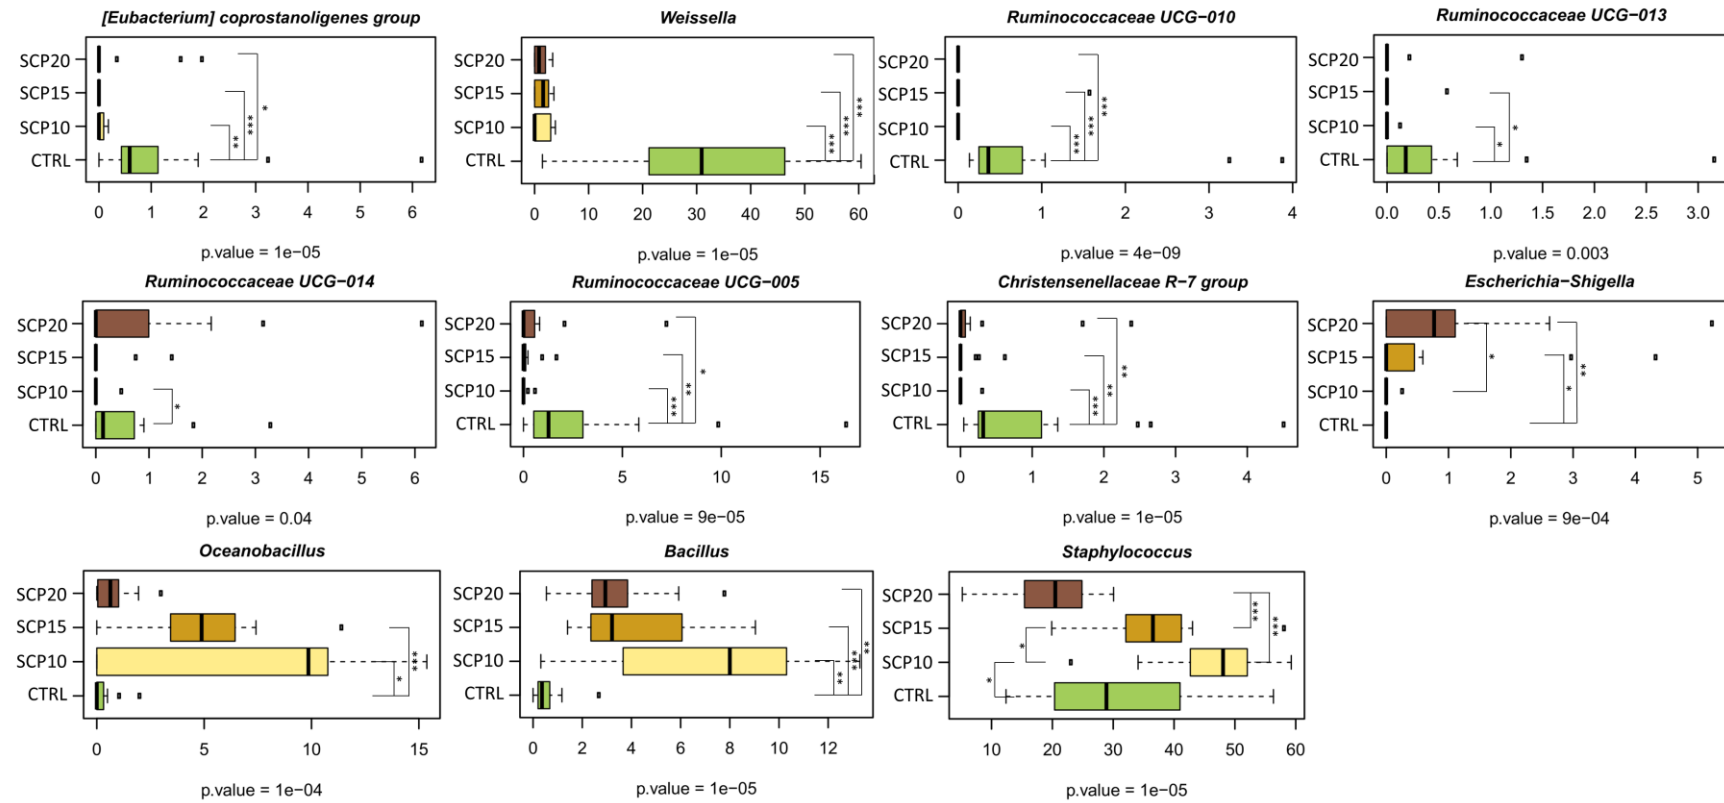 [Eubacterium] coprostanoligenes group
SCP20
SCP15
SCP10
CTRL
*
***
**
0 1 2 3 4 5 6
p.value = 1e−05
Weissella
SCP20
SCP15
SCP10
CTRL
***
***
***
0 10 20 30 40 50 60
p.value = 1e−05
Ruminococcaceae UCG−010
SCP20
SCP15
SCP10
CTRL
***
***
***
0 1 2 3 4
p.value = 4e−09
Ruminococcaceae UCG−013
SCP20
SCP15
SCP10
CTRL
*
*
0.0 0.5 1.0 1.5 2.0 2.5 3.0
p.value = 0.003
Ruminococcaceae UCG−014
SCP20
SCP15
SCP10
CTRL
*
0 1 2 3 4 5 6
p.value = 0.04
Ruminococcaceae UCG−005
SCP20
SCP15
SCP10
CTRL
*
**
***
0 5 10 15
p.value = 9e−05
Christensenellaceae R−7 group
SCP20
SCP15
SCP10
CTRL
**
**
***
0 1 2 3 4
p.value = 1e−05
Escherichia−Shigella
SCP20
SCP15
SCP10
CTRL
*
**
*
0 1 2 3 4 5
p.value = 9e−04
Oceanobacillus
SCP20
SCP15
SCP10
CTRL
***
*
0 5 10 15
p.value = 1e−04
Bacillus
SCP20
SCP15
SCP10
CTRL
**
***
**
0 2 4 6 8 10 12
p.value = 1e−05
Staphylococcus
SCP20
SCP15
SCP10
CTRL
***
***
*
*
10 20 30 40 50 60
p.value = 1e−05